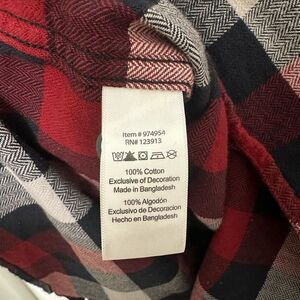 Item # 974954
RN# 123913
100% Cotton
Exclusive of Decoration
Made in Bangladesh
100% Algodón
Exclusivo de Decoracion
Hecho en Bangladesh